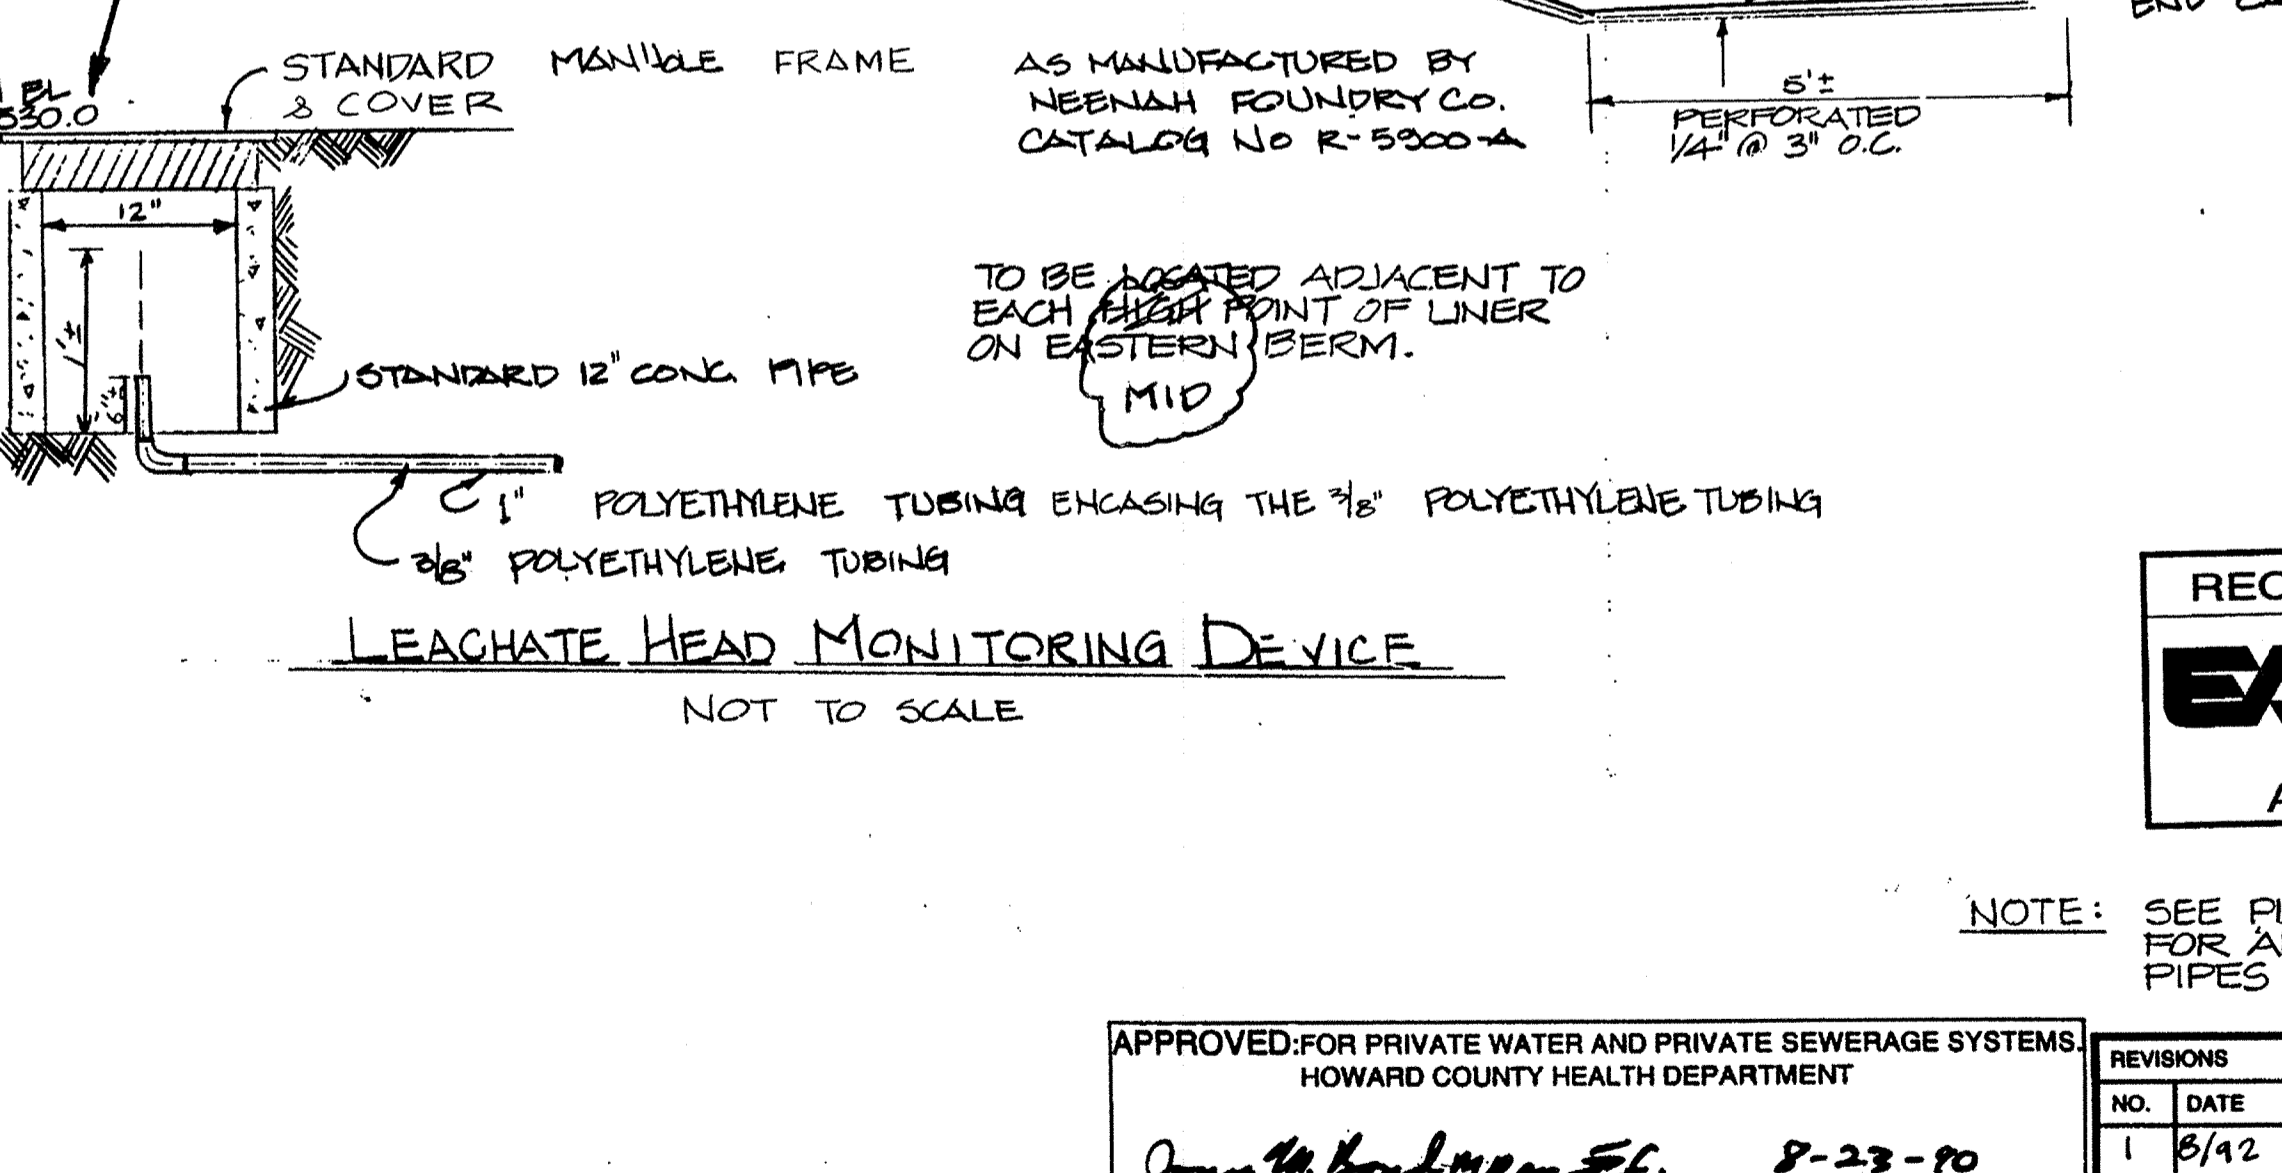 END
STANDARD MANHOLE FRAME
& COVER
EL
530.0
AS MANUFACTURED BY
NEENAH FOUNDRY CO.
CATALOG NO R-5900-A
5'±
PERFORATED
1/4" @ 3" O.C.
12"
1'±
6"±
STANDARD 12" CONC. PIPE
TO BE LOCATED ADJACENT TO
EACH HIGH POINT OF LINER
ON EASTERN BERM.
MID
1" POLYETHYLENE TUBING ENCASING THE 3/8" POLYETHYLENE TUBING
3/8" POLYETHYLENE TUBING
LEACHATE HEAD MONITORING DEVICE
NOT TO SCALE
REC
EA
A
NOTE: SEE PL
FOR A
PIPES
APPROVED: FOR PRIVATE WATER AND PRIVATE SEWERAGE SYSTEMS.
HOWARD COUNTY HEALTH DEPARTMENT
8-23-90
REVISIONS
NO. DATE
1 8/92